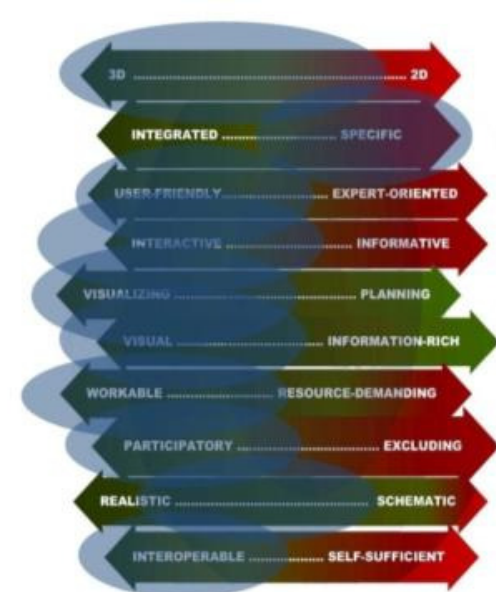 3D ........................................ 2D
INTEGRATED ................ SPECIFIC
USER-FRIENDLY ................ EXPERT-ORIENTED
INTERACTIVE ................ INFORMATIVE
VISUALIZING ................ PLANNING
VISUAL ................ INFORMATION-RICH
WORKABLE ................ RESOURCE-DEMANDING
PARTICIPATORY ................ EXCLUDING
REALISTIC ................ SCHEMATIC
INTEROPERABLE ................ SELF-SUFFICIENT